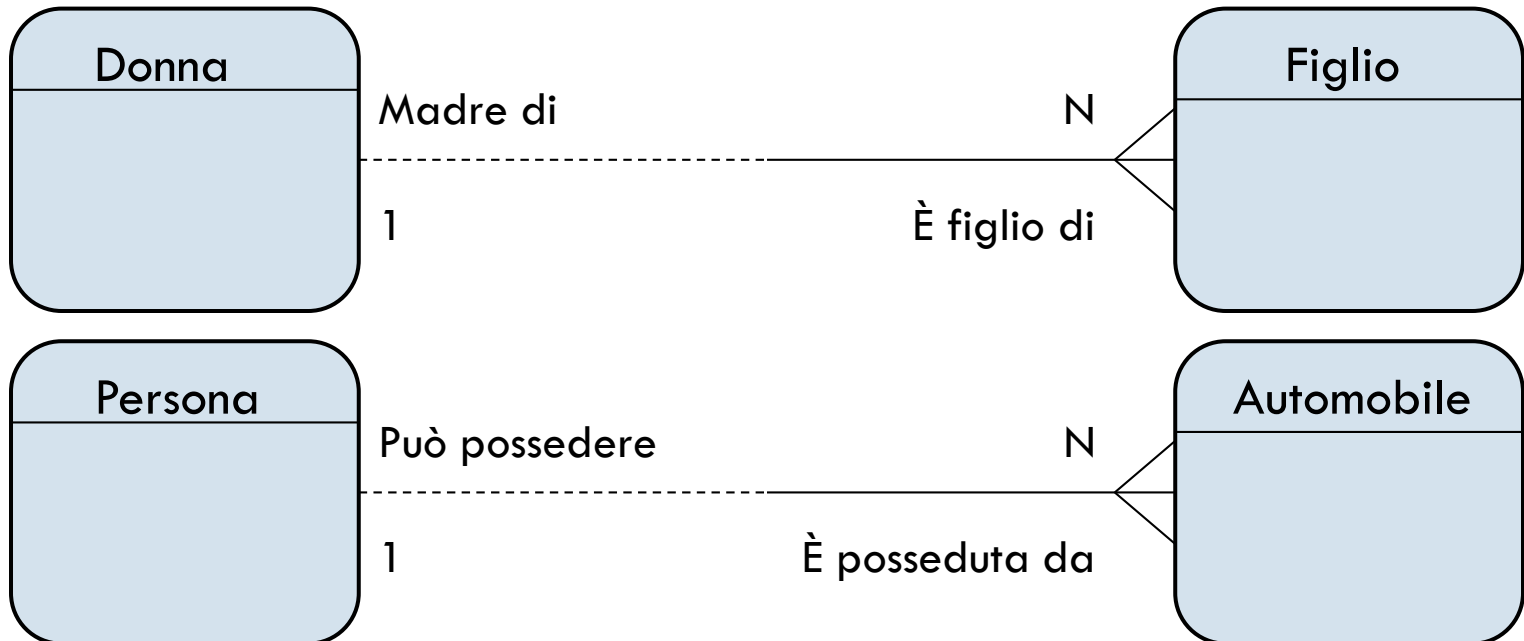 Donna
Figlio
Madre di
N
1
È figlio di
Persona
Automobile
Può possedere
N
1
È posseduta da